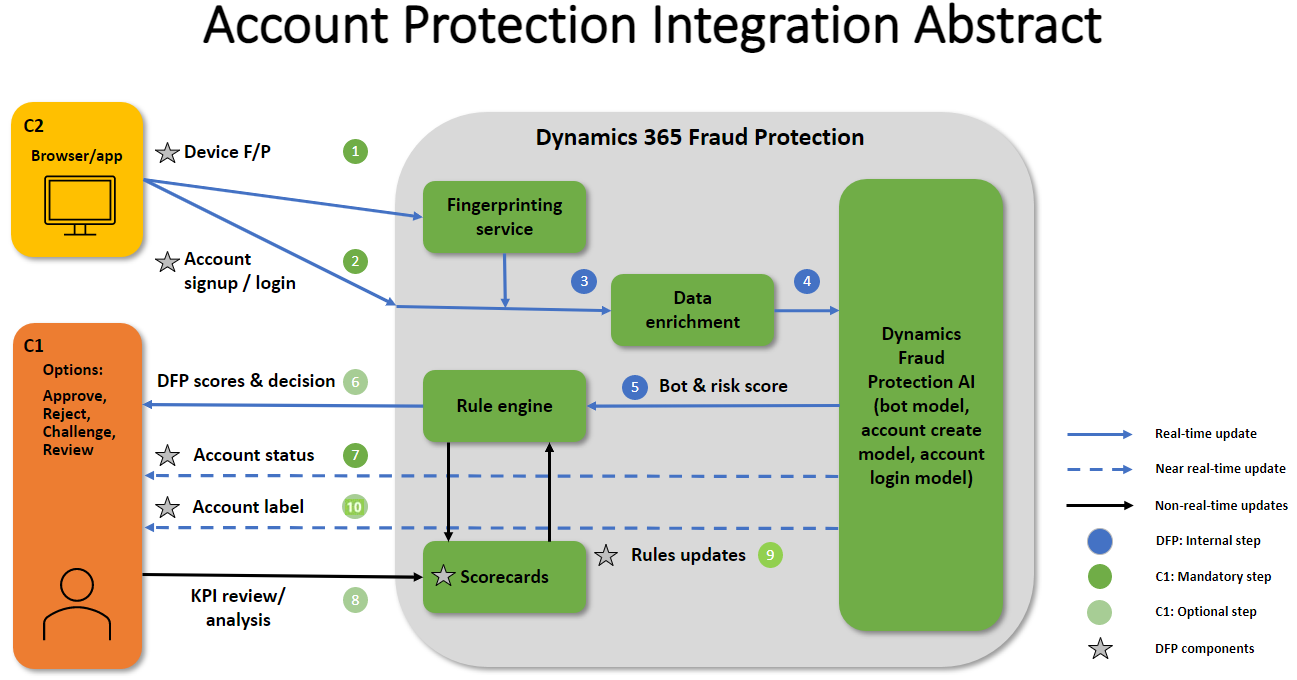 Account Protection Integration Abstract
C2
Browser/app
Device F/P
1
Account
signup / login
2
Dynamics 365 Fraud Protection
Fingerprinting
service
3
Data
enrichment
4
Dynamics
Fraud
Protection AI
(bot model,
account create
model, account
login model)
5
Bot & risk score
Rule engine
C1
Options:
Approve,
Reject,
Challenge,
Review
DFP scores & decision
6
Account status
7
Account label
10
Scorecards
Rules updates
9
KPI review/
analysis
8
Real-time update
Near real-time update
Non-real-time updates
DFP: Internal step
C1: Mandatory step
C1: Optional step
DFP components